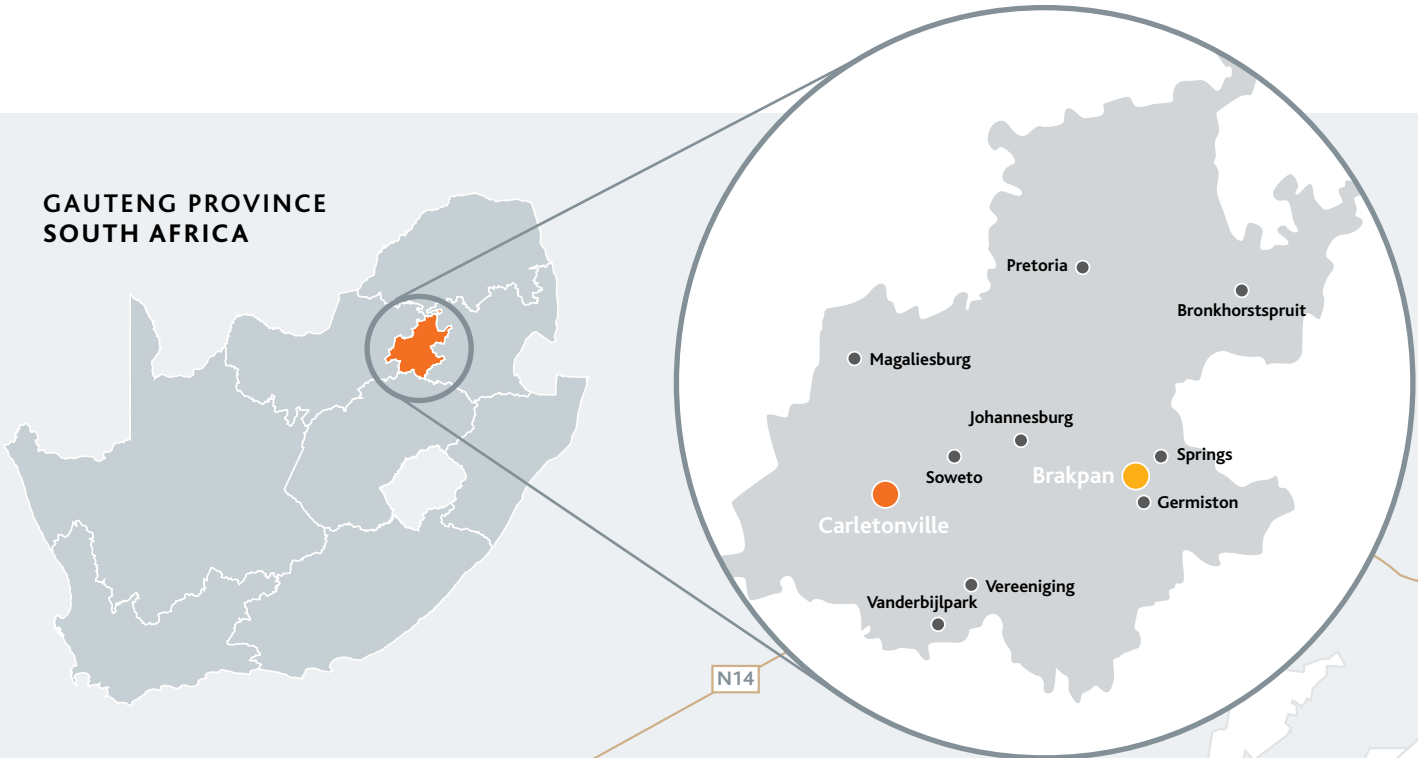 GAUTENG PROVINCE
SOUTH AFRICA
Pretoria
Bronkhorstspruit
Magaliesburg
Johannesburg
Springs
Soweto
Brakpan
Germiston
Carletonville
Vereeniging
Vanderbijlpark
N14